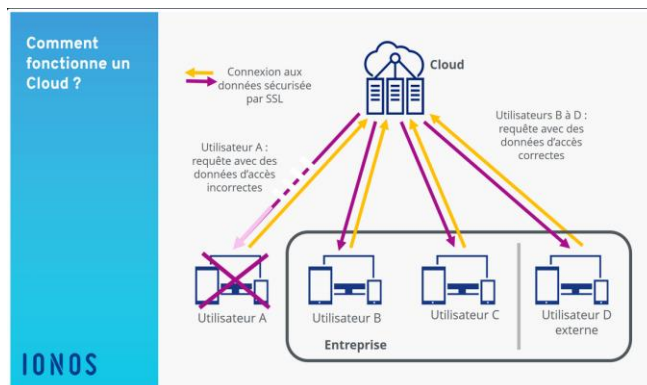 Comment
fonctionne un
Cloud ?
Connexion aux
données sécurisée
par SSL
Cloud
Utilisateur A :
requête avec des
données d'accès
incorrectes
Utilisateurs B à D :
requête avec des
données d'accès
correctes
Utilisateur A
Utilisateur B
Utilisateur C
Utilisateur D
externe
Entreprise
IONOS